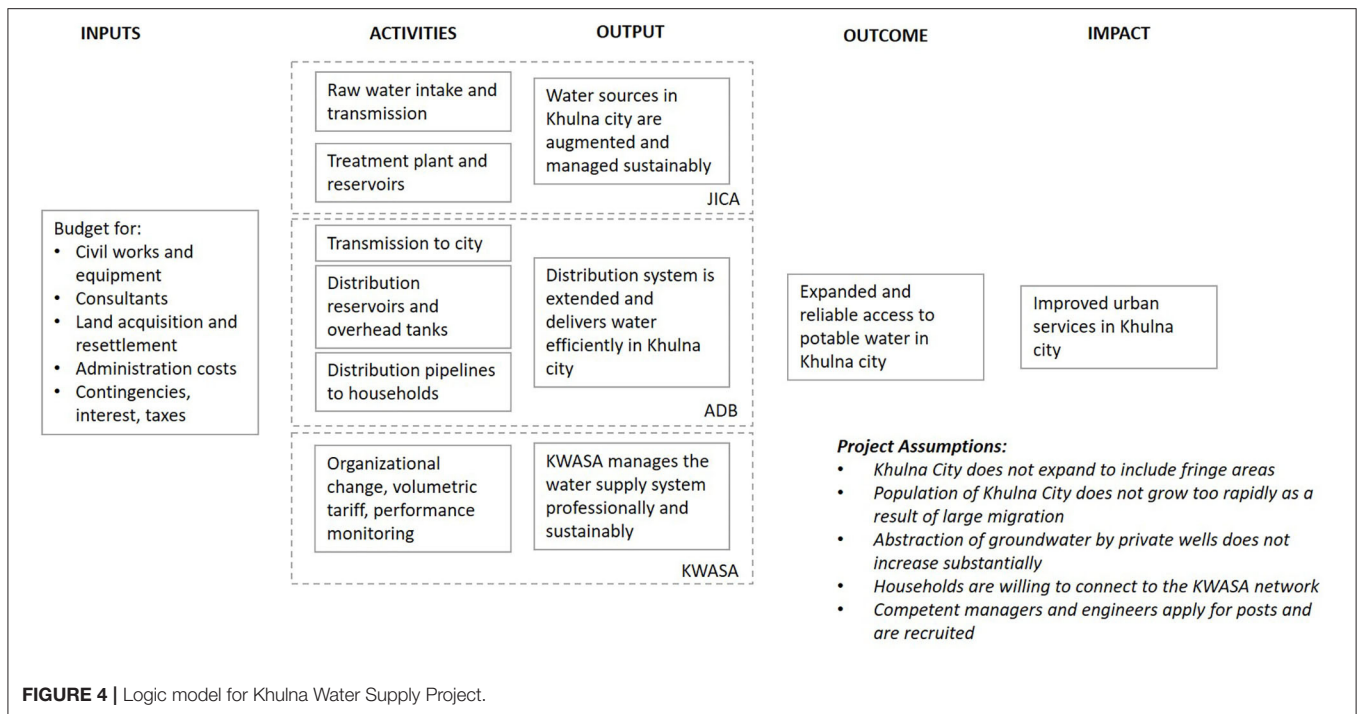 INPUTS
ACTIVITIES
OUTPUT
OUTCOME
IMPACT
Budget for:
• Civil works and
equipment
• Consultants
• Land acquisition and
resettlement
• Administration costs
• Contingencies,
interest, taxes
Raw water intake and
transmission
Treatment plant and
reservoirs
Water sources in
Khulna city are
augmented and
managed sustainably
JICA
Transmission to city
Distribution
reservoirs and
overhead tanks
Distribution pipelines
to households
Distribution system is
extended and
delivers water
efficiently in Khulna
city
ADB
Organizational
change, volumetric
tariff, performance
monitoring
KWASA manages the
water supply system
professionally and
sustainably
KWASA
Expanded and
reliable access to
potable water in
Khulna city
Improved urban
services in Khulna
city
Project Assumptions:
• Khulna City does not expand to include fringe areas
• Population of Khulna City does not grow too rapidly as a
result of large migration
• Abstraction of groundwater by private wells does not
increase substantially
• Households are willing to connect to the KWASA network
• Competent managers and engineers apply for posts and
are recruited
FIGURE 4 | Logic model for Khulna Water Supply Project.